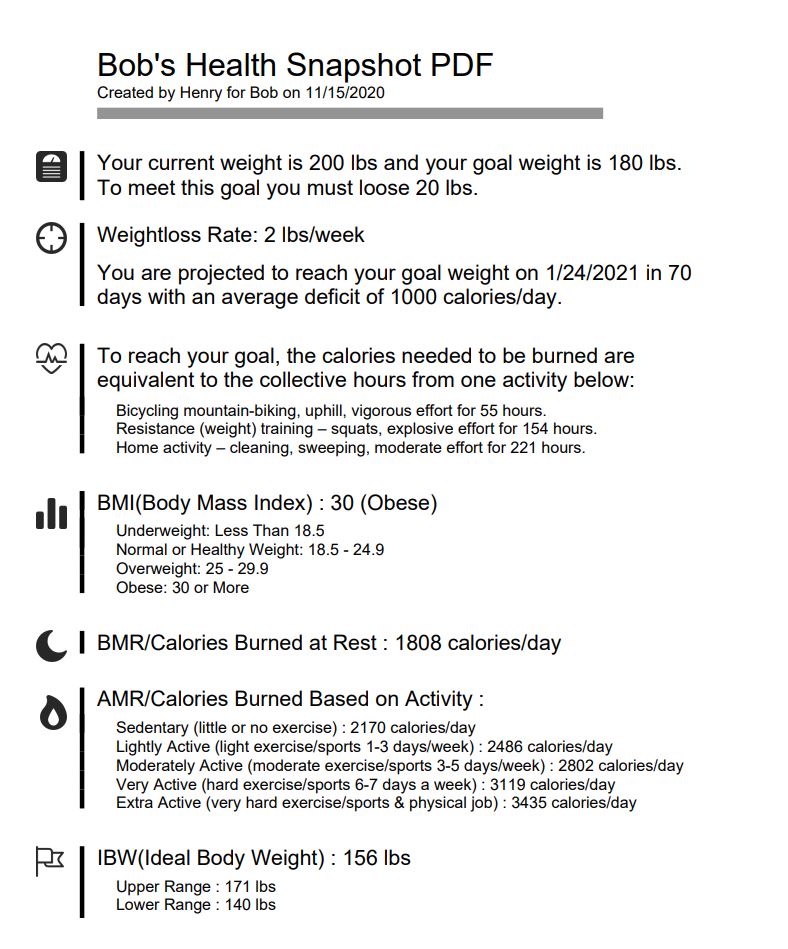 Bob's Health Snapshot PDF
Created by Henry for Bob on 11/15/2020
Your current weight is 200 lbs and your goal weight is 180 lbs.
To meet this goal you must loose 20 lbs.
Weightloss Rate: 2 lbs/week
You are projected to reach your goal weight on 1/24/2021 in 70
days with an average deficit of 1000 calories/day.
To reach your goal, the calories needed to be burned are
equivalent to the collective hours from one activity below:
Bicycling mountain-biking, uphill, vigorous effort for 55 hours.
Resistance (weight) training – squats, explosive effort for 154 hours.
Home activity – cleaning, sweeping, moderate effort for 221 hours.
BMI(Body Mass Index) : 30 (Obese)
Underweight: Less Than 18.5
Normal or Healthy Weight: 18.5 - 24.9
Overweight: 25 - 29.9
Obese: 30 or More
BMR/Calories Burned at Rest : 1808 calories/day
AMR/Calories Burned Based on Activity :
Sedentary (little or no exercise) : 2170 calories/day
Lightly Active (light exercise/sports 1-3 days/week) : 2486 calories/day
Moderately Active (moderate exercise/sports 3-5 days/week) : 2802 calories/day
Very Active (hard exercise/sports 6-7 days a week) : 3119 calories/day
Extra Active (very hard exercise/sports & physical job) : 3435 calories/day
IBW(Ideal Body Weight) : 156 lbs
Upper Range : 171 lbs
Lower Range : 140 lbs